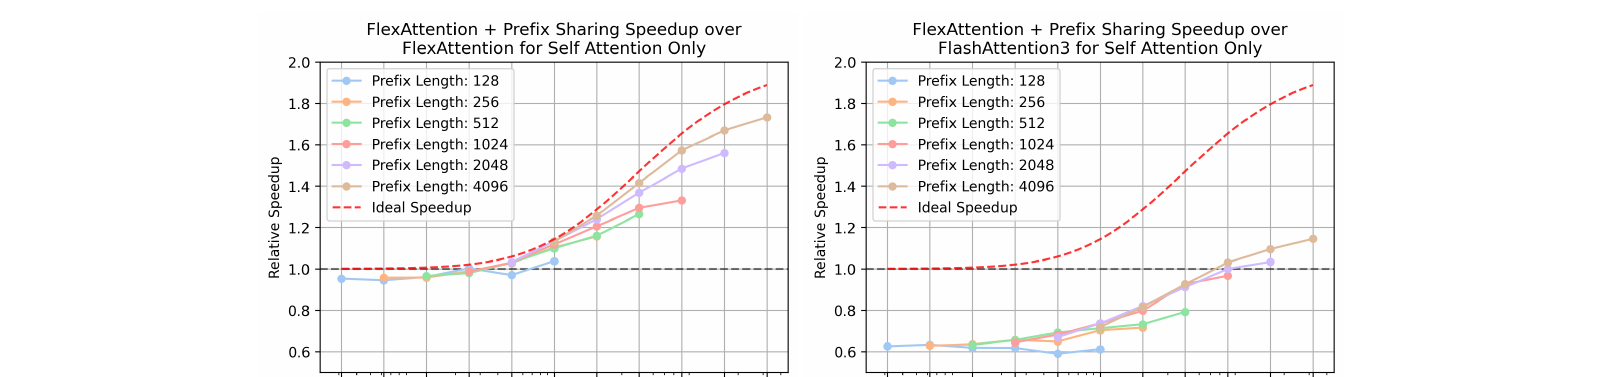 FlexAttention + Prefix Sharing Speedup over
FlexAttention for Self Attention Only
2.0
1.8
1.6
1.4
1.2
1.0
0.8
0.6
Relative Speedup
Prefix Length: 128
Prefix Length: 256
Prefix Length: 512
Prefix Length: 1024
Prefix Length: 2048
Prefix Length: 4096
Ideal Speedup
FlexAttention + Prefix Sharing Speedup over
FlashAttention3 for Self Attention Only
2.0
1.8
1.6
1.4
1.2
1.0
0.8
0.6
Relative Speedup
Prefix Length: 128
Prefix Length: 256
Prefix Length: 512
Prefix Length: 1024
Prefix Length: 2048
Prefix Length: 4096
Ideal Speedup